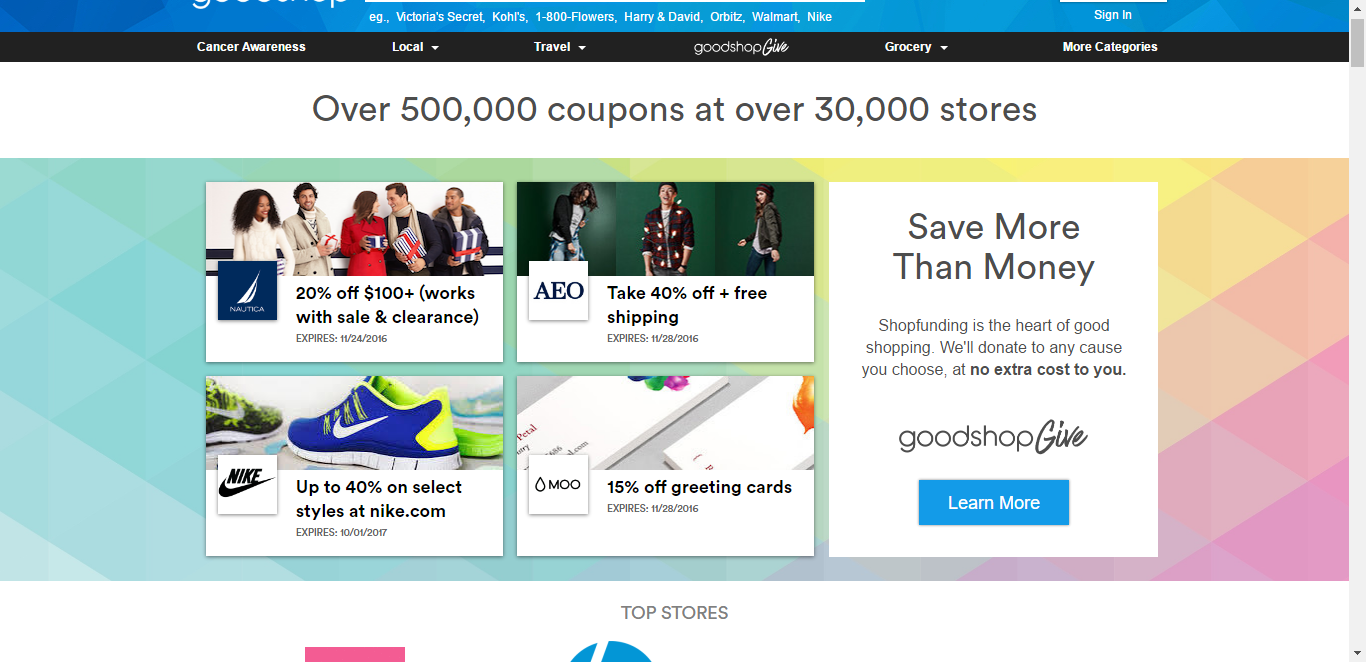 goodshop
eg., Victoria's Secret, Kohl's, 1-800-Flowers, Harry & David, Orbitz, Walmart, Nike
Sign In
Cancer Awareness Local Travel goodshop Give Grocery More Categories
Over 500,000 coupons at over 30,000 stores
NAUTICA
20% off $100+ (works
with sale & clearance)
EXPIRES: 11/24/2016
AEO
Take 40% off + free
shipping
EXPIRES: 11/28/2016
NIKE
Up to 40% on select
styles at nike.com
EXPIRES: 10/01/2017
Petal
MOO
15% off greeting cards
EXPIRES: 11/28/2016
Save More
Than Money
Shopfunding is the heart of good
shopping. We'll donate to any cause
you choose, at no extra cost to you.
goodshop Give
Learn More
TOP STORES